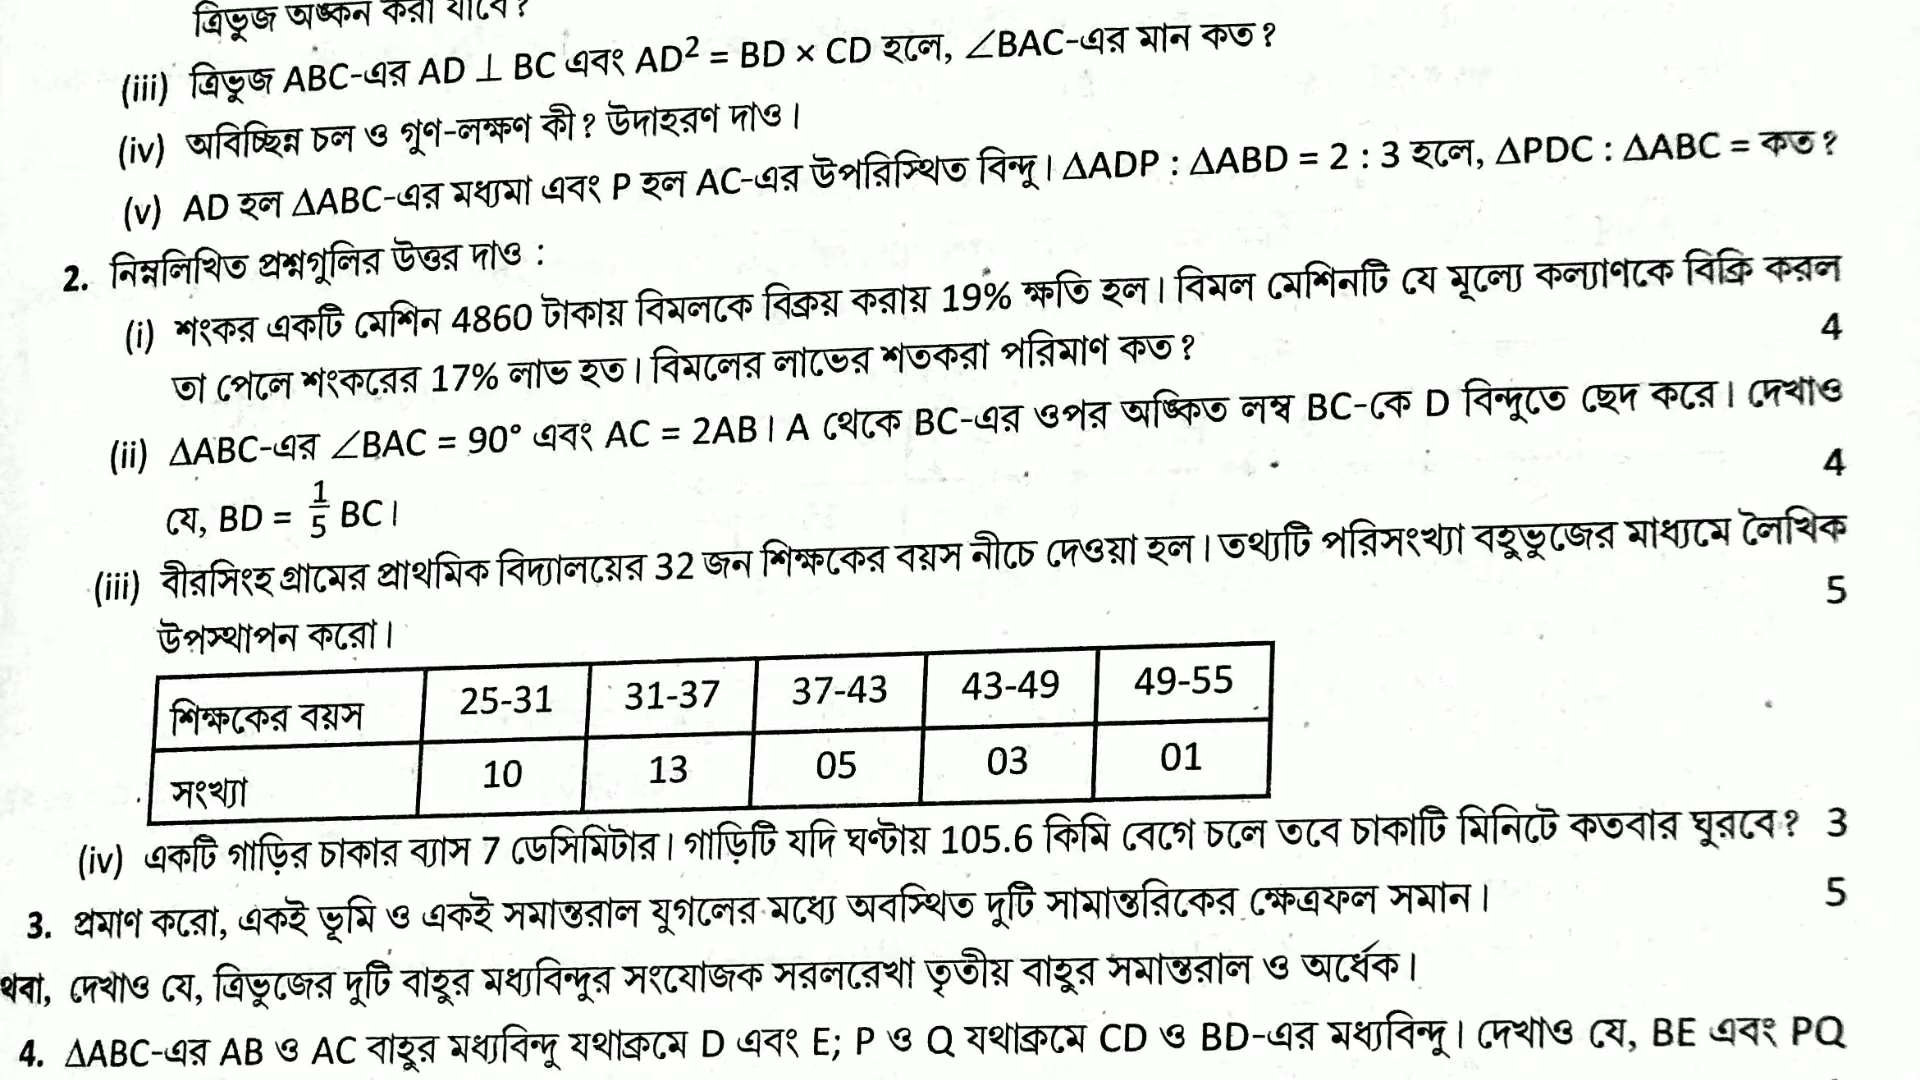 ত্রিভুজ অঙ্কন করা যাবে?
(iii) ত্রিভুজ ABC-এর AD ⊥ BC এবং AD² = BD × CD হলে, ∠BAC-এর মান কত?
(iv) অবিচ্ছিন্ন চল ও গুণ-লক্ষণ কী? উদাহরণ দাও।
(v) AD হল ΔABC-এর মধ্যমা এবং P হল AC-এর উপরিস্থিত বিন্দু। ΔADP : ΔABD = 2 : 3 হলে, ΔPDC : ΔABC = কত?
2. নিম্নলিখিত প্রশ্নগুলির উত্তর দাও :
(i) শংকর একটি মেশিন 4860 টাকায় বিমলকে বিক্রয় করায় 19% ক্ষতি হল। বিমল মেশিনটি যে মূল্যে কল্যাণকে বিক্রি করল
তা পেলে শংকরের 17% লাভ হত। বিমলের লাভের শতকরা পরিমাণ কত? 4
(ii) ΔABC-এর ∠BAC = 90° এবং AC = 2AB। A থেকে BC-এর ওপর অঙ্কিত লম্ব BC-কে D বিন্দুতে ছেদ করে। দেখাও
যে, BD = 1/5 BC। 4
(iii) বীরসিংহ গ্রামের প্রাথমিক বিদ্যালয়ের 32 জন শিক্ষকের বয়স নীচে দেওয়া হল। তথ্যটি পরিসংখ্যা বহুভুজের মাধ্যমে লৈখিক
উপস্থাপন করো। 5
শিক্ষকের বয়স 25-31 31-37 37-43 43-49 49-55
সংখ্যা 10 13 05 03 01
(iv) একটি গাড়ির চাকার ব্যাস 7 ডেসিমিটার। গাড়িটি যদি ঘণ্টায় 105.6 কিমি বেগে চলে তবে চাকাটি মিনিটে কতবার ঘুরবে? 3
3. প্রমাণ করো, একই ভূমি ও একই সমান্তরাল যুগলের মধ্যে অবস্থিত দুটি সামান্তরিকের ক্ষেত্রফল সমান। 5
থবা, দেখাও যে, ত্রিভুজের দুটি বাহুর মধ্যবিন্দুর সংযোজক সরলরেখা তৃতীয় বাহুর সমান্তরাল ও অর্ধেক।
4. ΔABC-এর AB ও AC বাহুর মধ্যবিন্দু যথাক্রমে D এবং E; P ও Q যথাক্রমে CD ও BD-এর মধ্যবিন্দু। দেখাও যে, BE এবং PQ